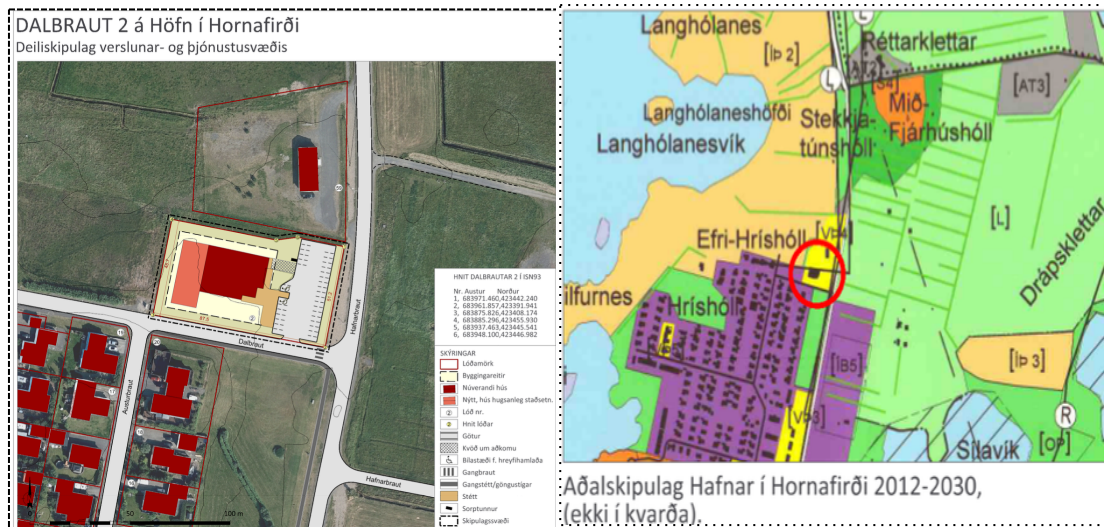 DALBRAUT 2 á Höfn í Hornafirði
Deiliskipulag verslunar- og þjónustusvæðis
Hafnarbraut
Dalbraut
Austurbraut
Hafnarbraut
100 m
HNIT DALBRAUTAR 2 Í ISN93
Nr. Austur Norður
1, 683971.460,423442.240
2, 683961.857,423391.941
3, 683875.826,423408.174
4, 683885.296,423455.930
5, 683937.463,423445.541
6, 683948.100,423446.982
SKÝRINGAR
Lóðamörk
Byggingareitir
Núverandi hús
Nýtt, hús hugsanleg staðsetn.
Lóð nr.
Hnit lóðar
Götur
Kvöð um aðkomu
Bílastæði f. hreyfihamlaða
Gangbraut
Gangstétt/göngustígar
Stétt
Sorptunnur
Skipulagssvæði
Langhólanes
[ÍÞ 2]
L
Réttarklettar
[AT2]
S4]
[AT3]
L
Langhólaneshöfði
Mið-
Fjárhúshóll
Stekkja-
túnshóll
Langhólanesvík
[L]
Efri-Hríshóll
[VÞ4]
Drápsklettar
ilfurnes
Hríshóll
[ÍB5]
[ÍÞ 3]
[VÞ3]
R
[OP]
Sílavík
Aðalskipulag Hafnar í Hornafirði 2012-2030,
(ekki í kvarða).